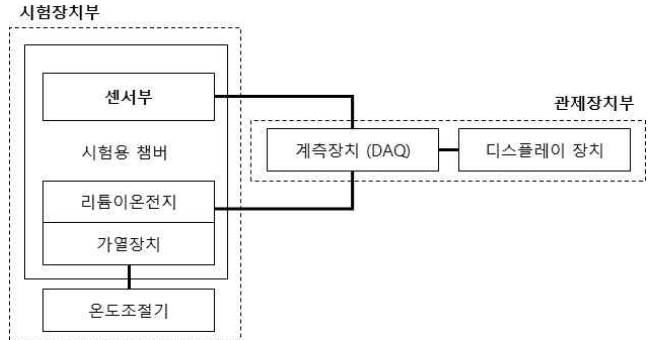 시험장치부
센서부
관제장치부
시험용 챔버
계측장치 (DAQ)
디스플레이 장치
리튬이온전지
가열장치
온도조절기